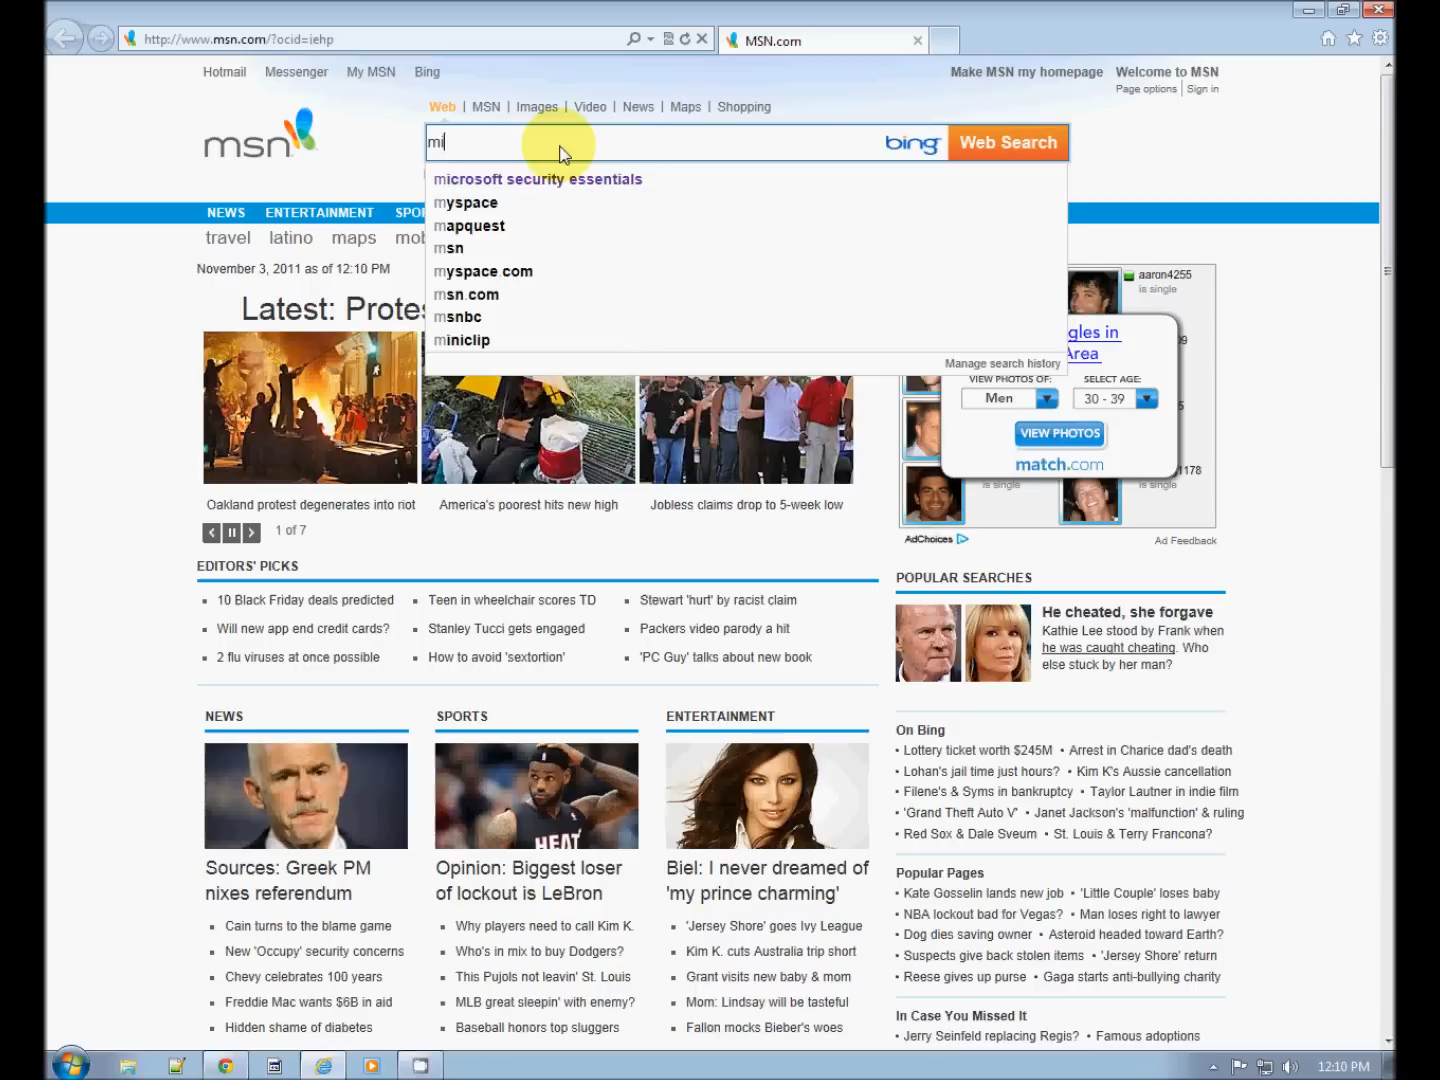 http://www.msn.com/?ocid=iehp
MSN.com
Hotmail Messenger My MSN Bing
Make MSN my homepage Welcome to MSN
Page options | Sign in
Web | MSN | Images | Video | News | Maps | Shopping
msn
mi
bing Web Search
microsoft security essentials
myspace
mapquest
msn
myspace.com
msn.com
msnbc
miniclip
Manage search history
NEWS ENTERTAINMENT
travel latino maps
November 3, 2011 as of 12:10 PM
Latest:
Oakland protest degenerates into riot
America's poorest hits new high
Jobless claims drop to 5-week low
1 of 7
aaron4255
is single
gles in
Area
VIEW PHOTOS OF: SELECT AGE:
Men 30 - 39
VIEW PHOTOS
match.com
1178
is single is single
AdChoices Ad Feedback
EDITORS' PICKS
10 Black Friday deals predicted
Will new app end credit cards?
2 flu viruses at once possible
Teen in wheelchair scores TD
Stanley Tucci gets engaged
How to avoid 'sextortion'
Stewart 'hurt' by racist claim
Packers video parody a hit
'PC Guy' talks about new book
POPULAR SEARCHES
He cheated, she forgave
Kathie Lee stood by Frank when
he was caught cheating. Who
else stuck by her man?
NEWS
Sources: Greek PM
nixes referendum
Cain turns to the blame game
New 'Occupy' security concerns
Chevy celebrates 100 years
Freddie Mac wants $6B in aid
Hidden shame of diabetes
SPORTS
HEAT
Opinion: Biggest loser
of lockout is LeBron
Why players need to call Kim K.
Who's in mix to buy Dodgers?
This Pujols not leavin' St. Louis
MLB great sleepin' with enemy?
Baseball honors top sluggers
ENTERTAINMENT
Biel: I never dreamed of
'my prince charming'
'Jersey Shore' goes Ivy League
Kim K. cuts Australia trip short
Grant visits new baby & mom
Mom: Lindsay will be tasteful
Fallon mocks Bieber's woes
On Bing
Lottery ticket worth $245M • Arrest in Charice dad's death
Lohan's jail time just hours? • Kim K's Aussie cancellation
Filene's & Syms in bankruptcy • Taylor Lautner in indie film
'Grand Theft Auto V' • Janet Jackson's 'malfunction' & ruling
Red Sox & Dale Sveum • St. Louis & Terry Francona?
Popular Pages
Kate Gosselin lands new job • 'Little Couple' loses baby
NBA lockout bad for Vegas? • Man loses right to lawyer
Dog dies saving owner • Asteroid headed toward Earth?
Suspects give back stolen items • 'Jersey Shore' return
Reese gives up purse • Gaga starts anti-bullying charity
In Case You Missed It
Jerry Seinfeld replacing Regis? • Famous adoptions
12:10 PM